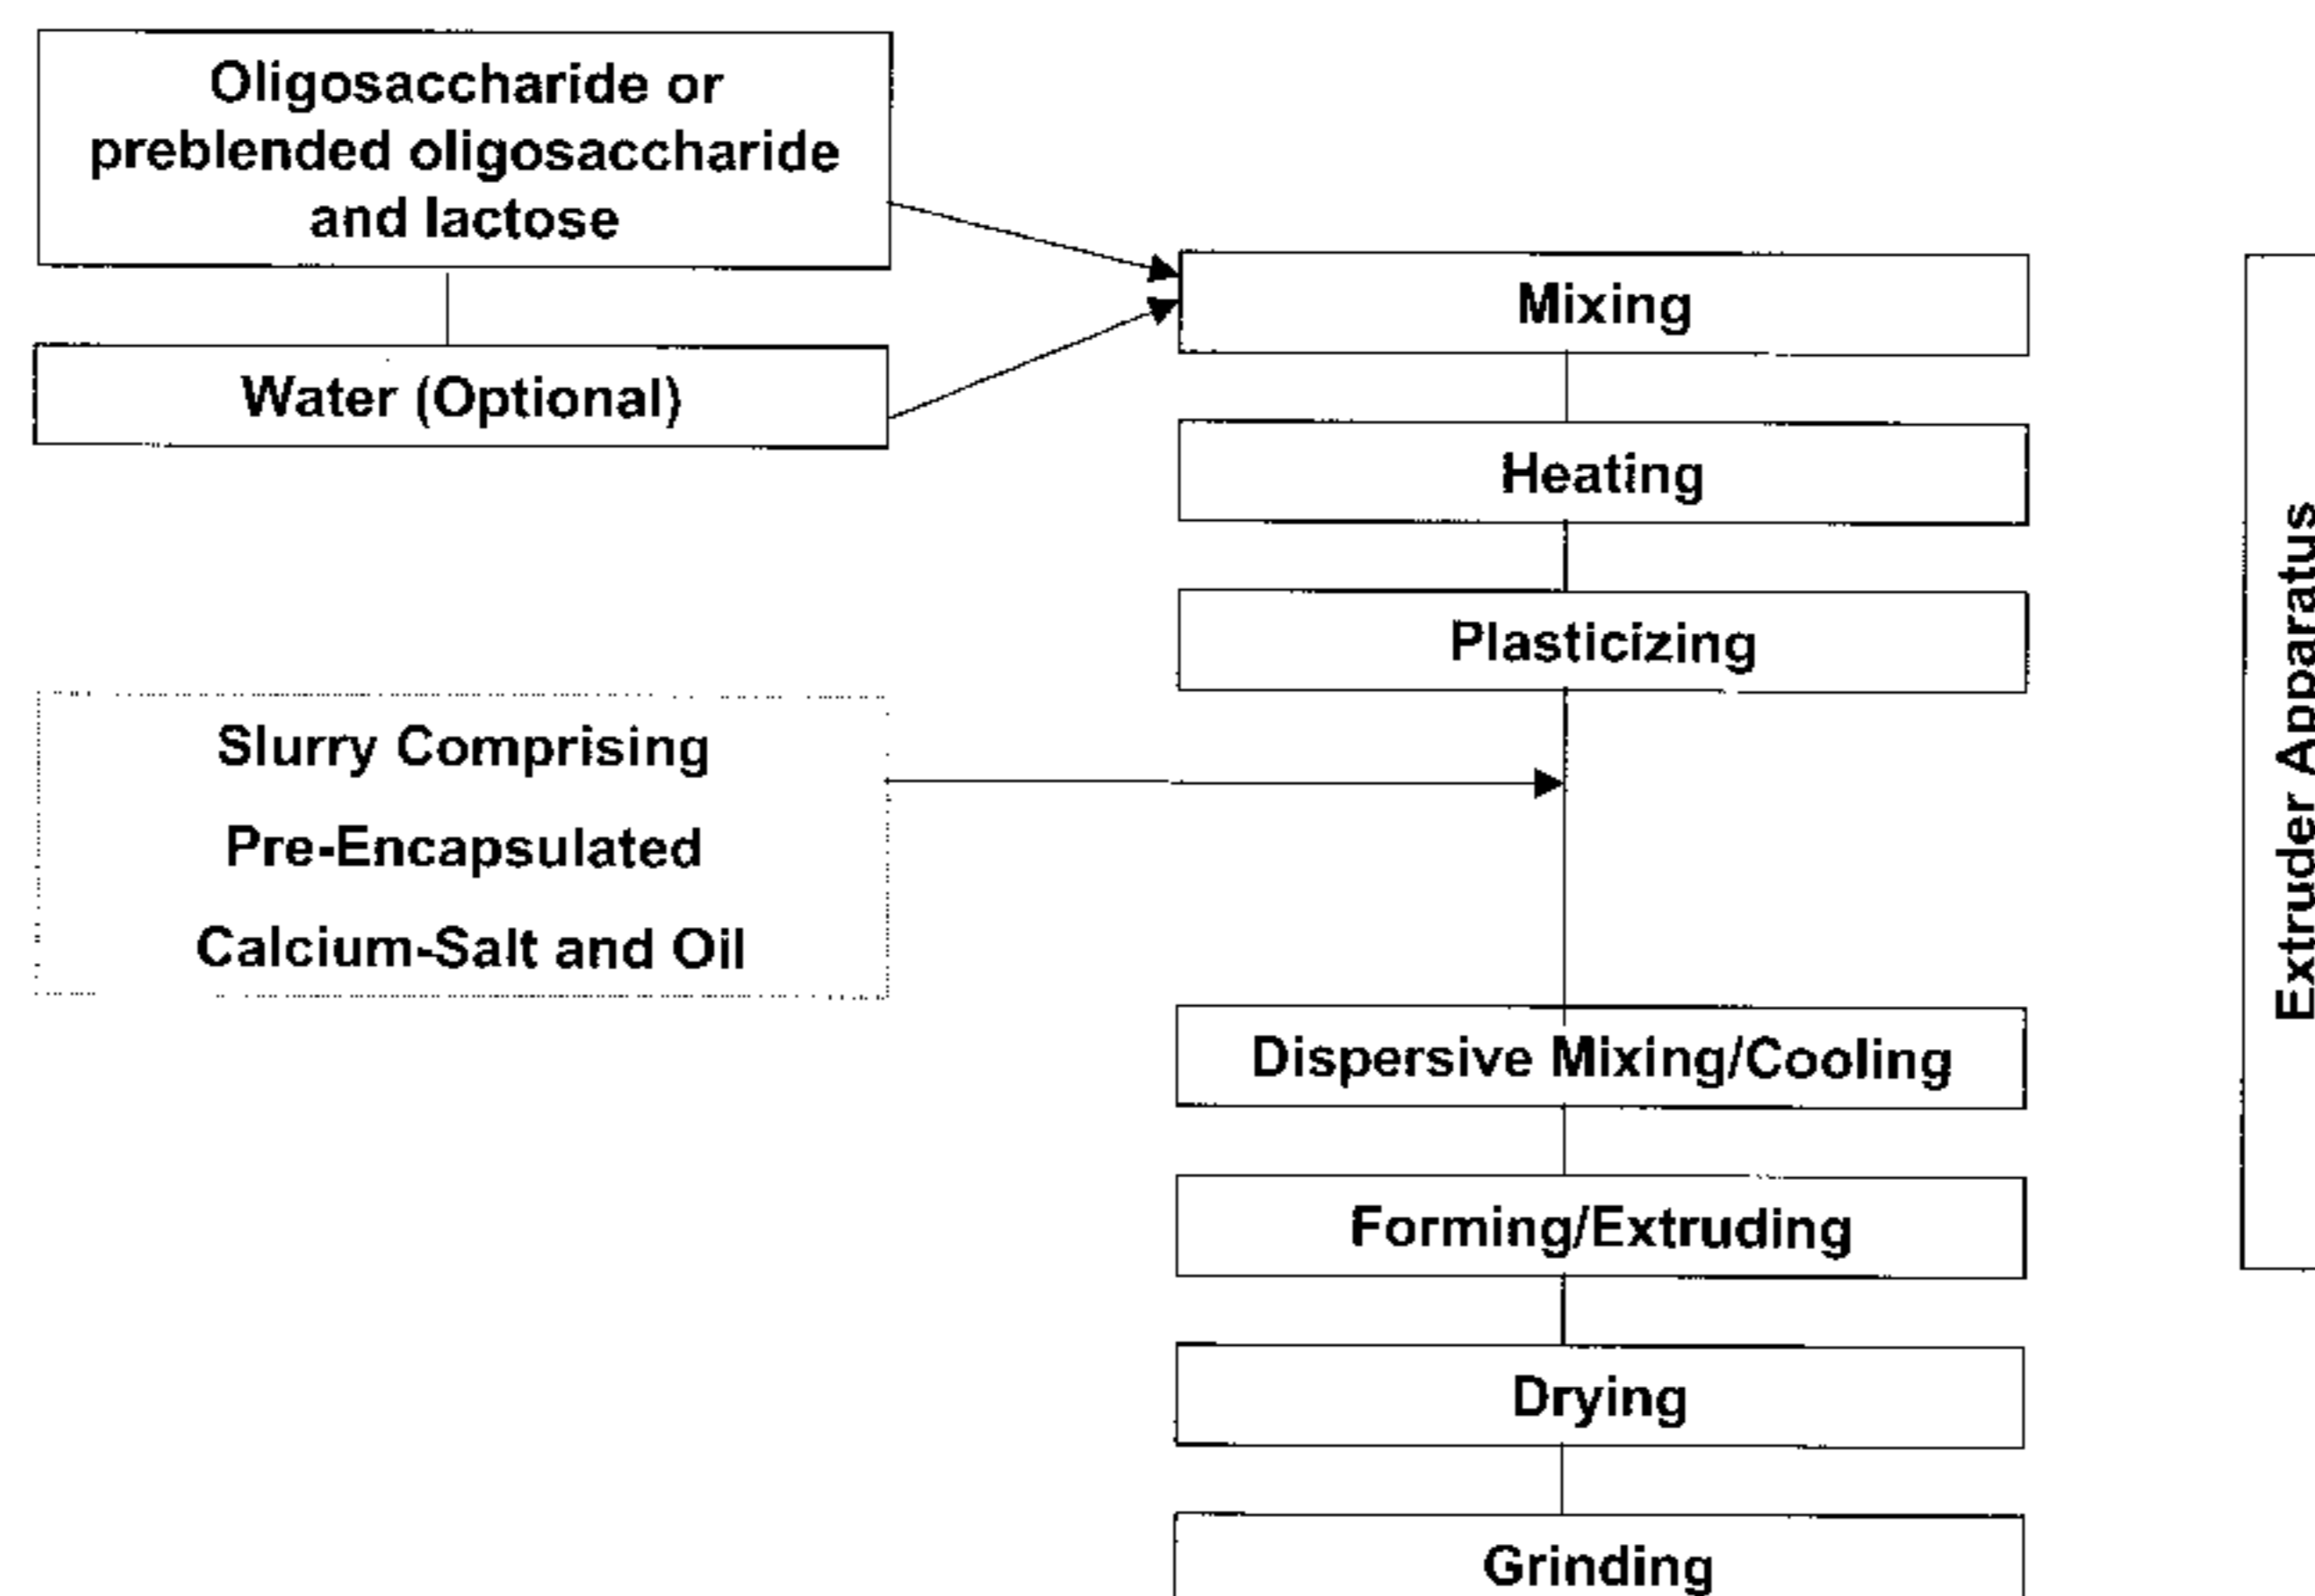 Oligosaccharide or
preblended oligosaccharide
and lactose
Water (Optional)
Mixing
Heating
Plasticizing
Slurry Comprising
Pre-Encapsulated
Calcium-Salt and Oil
Dispersive Mixing/Cooling
Forming/Extruding
Drying
Grinding
Extruder Apparatus